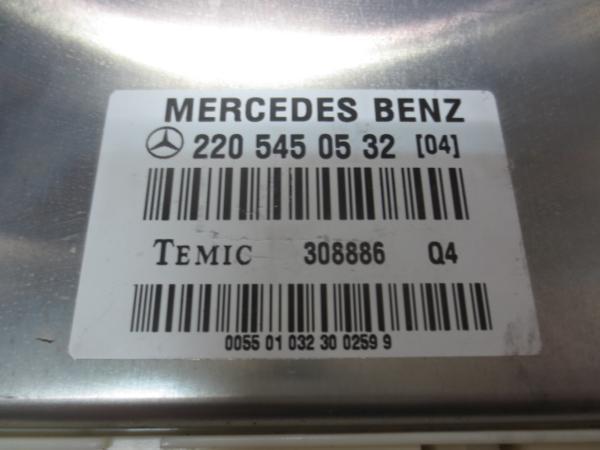 MERCEDES BENZ
220 545 05 32 [04]
TEMIC 308886 Q4
0055 01 032 30 0259 9